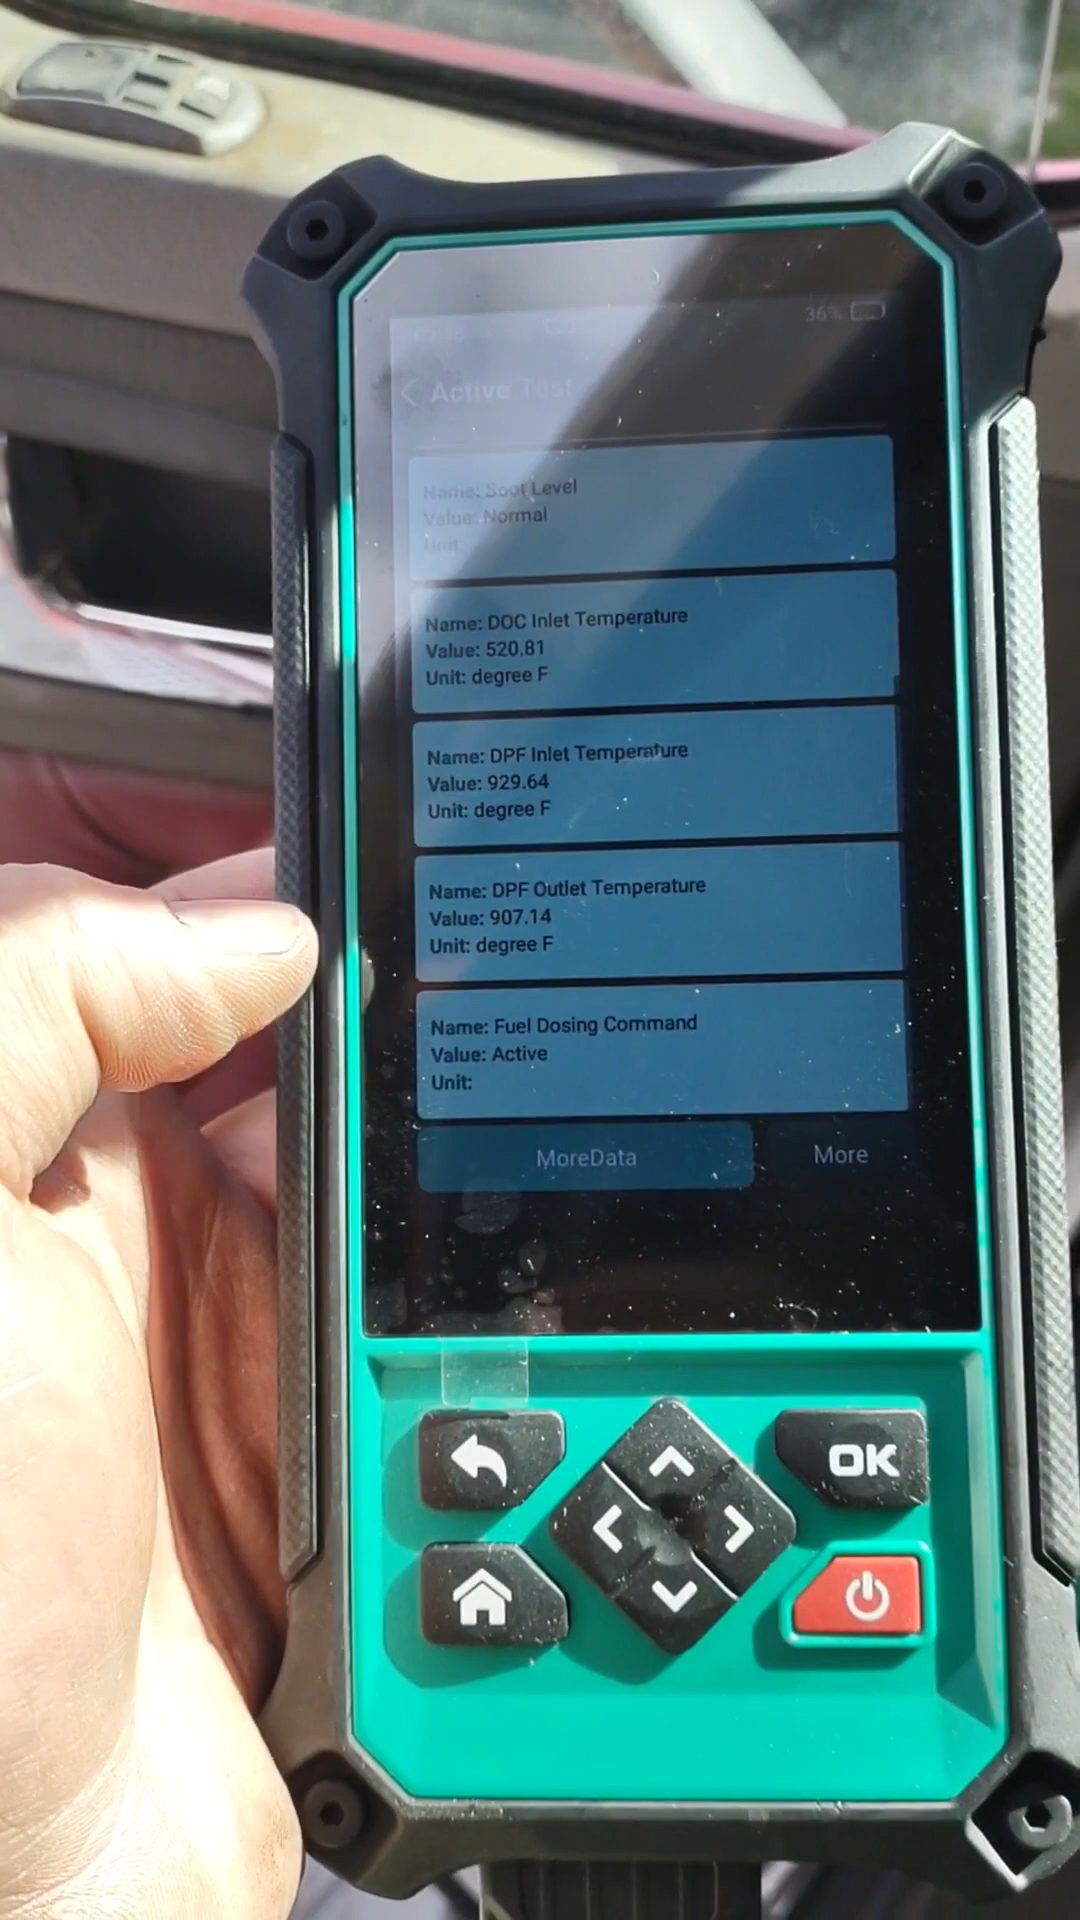 36%
Active Test
Name: Soot Level
Value: Normal
Unit:
Name: DOC Inlet Temperature
Value: 520.81
Unit: degree F
Name: DPF Inlet Temperature
Value: 929.64
Unit: degree F
Name: DPF Outlet Temperature
Value: 907.14
Unit: degree F
Name: Fuel Dosing Command
Value: Active
Unit:
MoreData
More
OK